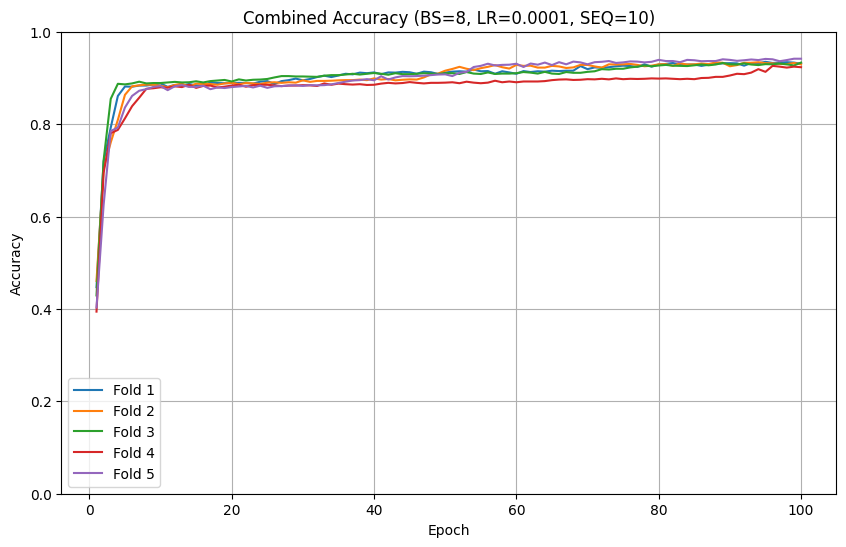 Combined Accuracy (BS=8, LR=0.0001, SEQ=10)
1.0
0.8
0.6
0.4
0.2
0.0
Accuracy
Fold 1
Fold 2
Fold 3
Fold 4
Fold 5
0 20 40 60 80 100
Epoch